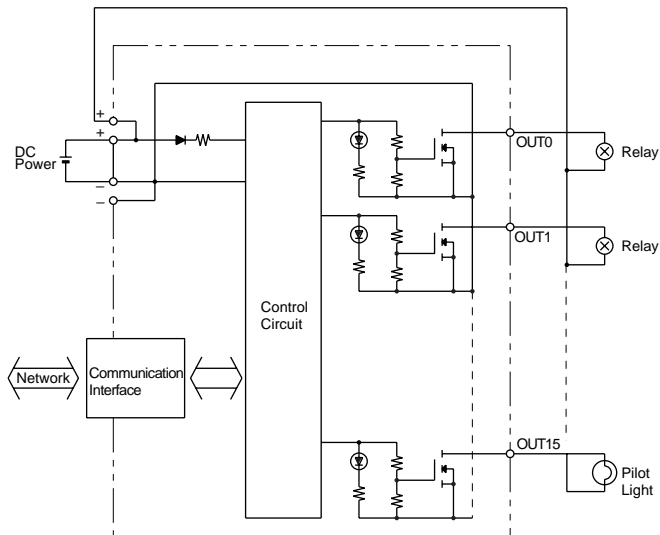 +
+
DC
Power
−
−
OUT0
Relay
OUT1
Relay
Control
Circuit
Network
Communication
Interface
OUT15
Pilot
Light